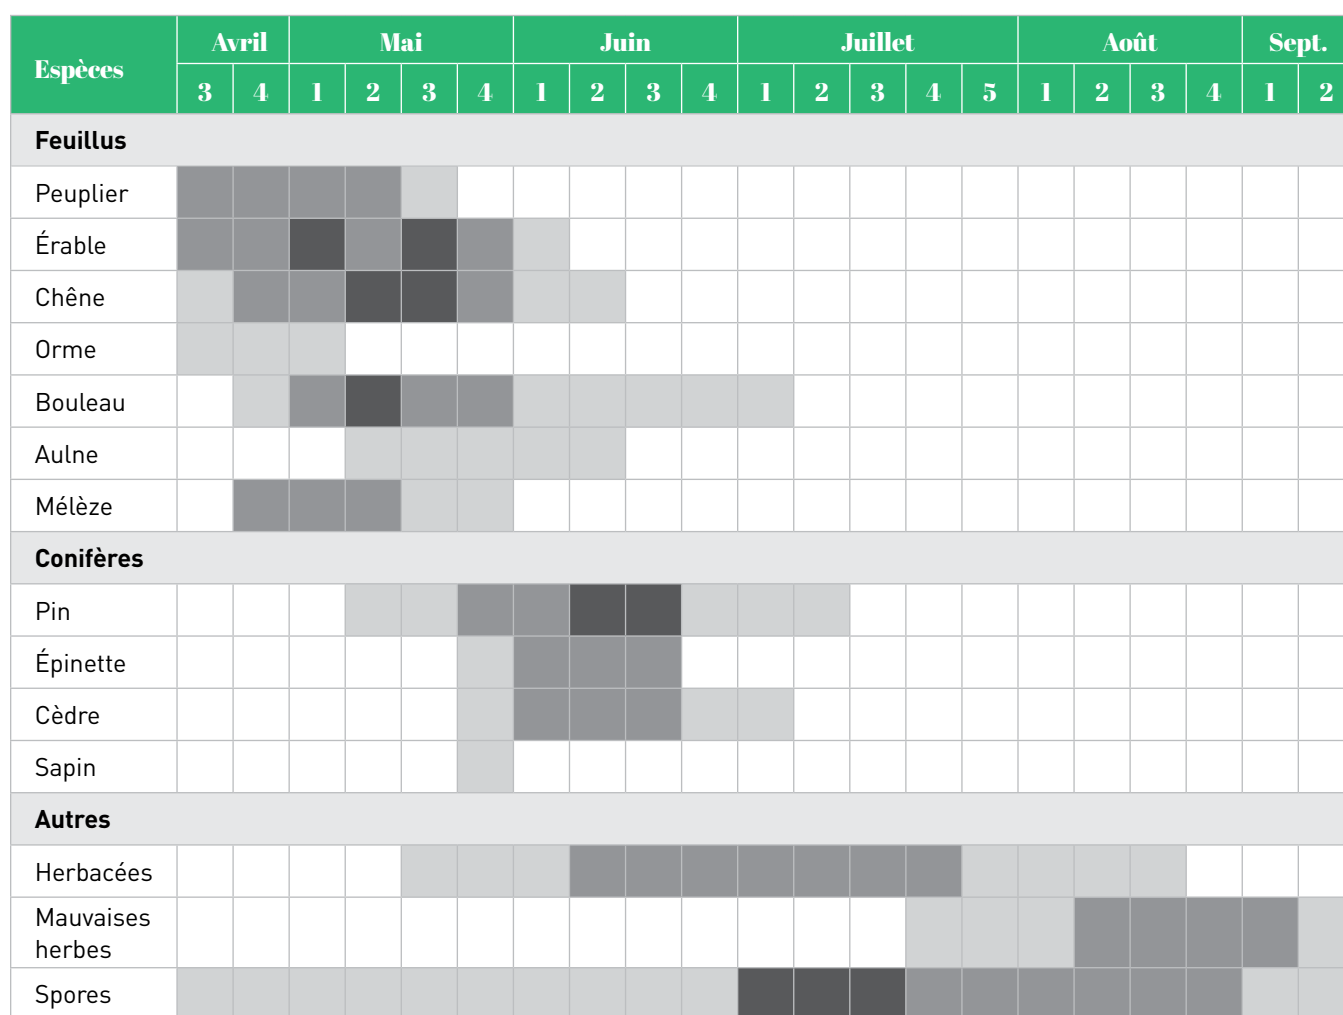 Espèces Avril Mai Juin Juillet Août Sept.
3 4 1 2 3 4 1 2 3 4 1 2 3 4 5 1 2 3 4 1 2
Feuillus
Peuplier
Érable
Chêne
Orme
Bouleau
Aulne
Mélèze
Conifères
Pin
Épinette
Cèdre
Sapin
Autres
Herbacées
Mauvaises
herbes
Spores